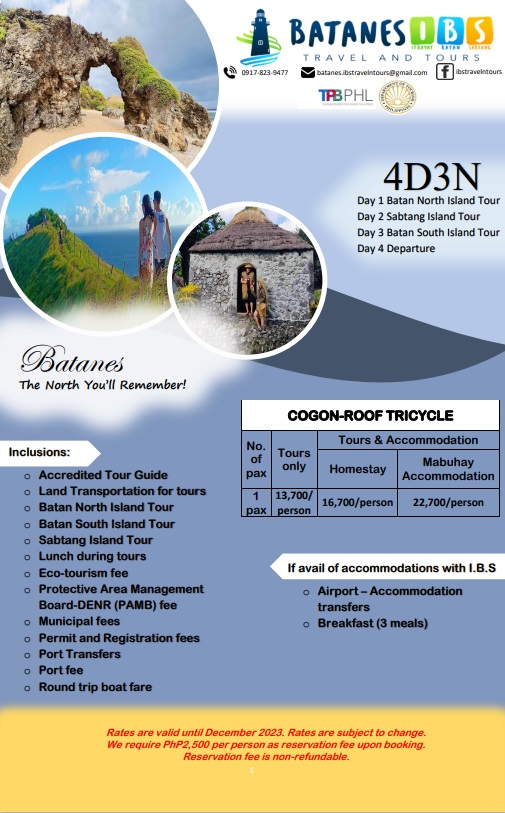 BATANES IBS
ITBAYAT BATAN SABTANG
TRAVEL AND TOURS
0917-823-9477
batanes.ibstravelntours@gmail.com
ibstravelntours
TPBPHL
4D3N
Day 1 Batan North Island Tour
Day 2 Sabtang Island Tour
Day 3 Batan South Island Tour
Day 4 Departure
Batanes
The North You'll Remember!
COGON-ROOF TRICYCLE
No. of pax
Tours only
Tours & Accommodation
Homestay
Mabuhay Accommodation
1 pax
13,700/ person
16,700/person
22,700/person
Inclusions:
o Accredited Tour Guide
o Land Transportation for tours
o Batan North Island Tour
o Batan South Island Tour
o Sabtang Island Tour
o Lunch during tours
o Eco-tourism fee
o Protective Area Management
Board-DENR (PAMB) fee
o Municipal fees
o Permit and Registration fees
o Port Transfers
o Port fee
o Round trip boat fare
If avail of accommodations with I.B.S
o Airport – Accommodation
transfers
o Breakfast (3 meals)
Rates are valid until December 2023. Rates are subject to change.
We require PhP2,500 per person as reservation fee upon booking.
Reservation fee is non-refundable.